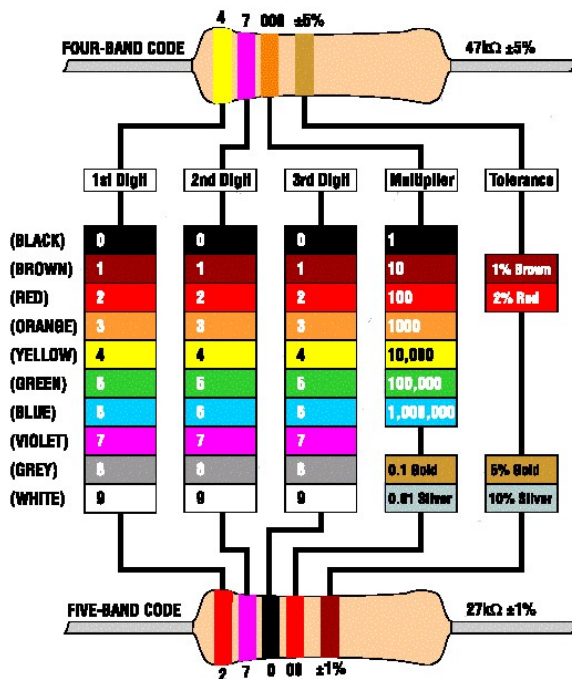 4 7 000 ±5%
FOUR-BAND CODE 47kΩ ±5%
1st Digit 2nd Digit 3rd Digit Multiplier Tolerance
(BLACK) 0 0 0 1
(BROWN) 1 1 1 10 1% Brown
(RED) 2 2 2 100 2% Red
(ORANGE) 3 3 3 1000
(YELLOW) 4 4 4 10,000
(GREEN) 5 5 5 100,000
(BLUE) 6 6 6 1,000,000
(VIOLET) 7 7 7
(GREY) 8 8 8 0.1 Gold 5% Gold
(WHITE) 9 9 9 0.01 Silver 10% Silver
FIVE-BAND CODE 27kΩ ±1%
2 7 0 00 ±1%